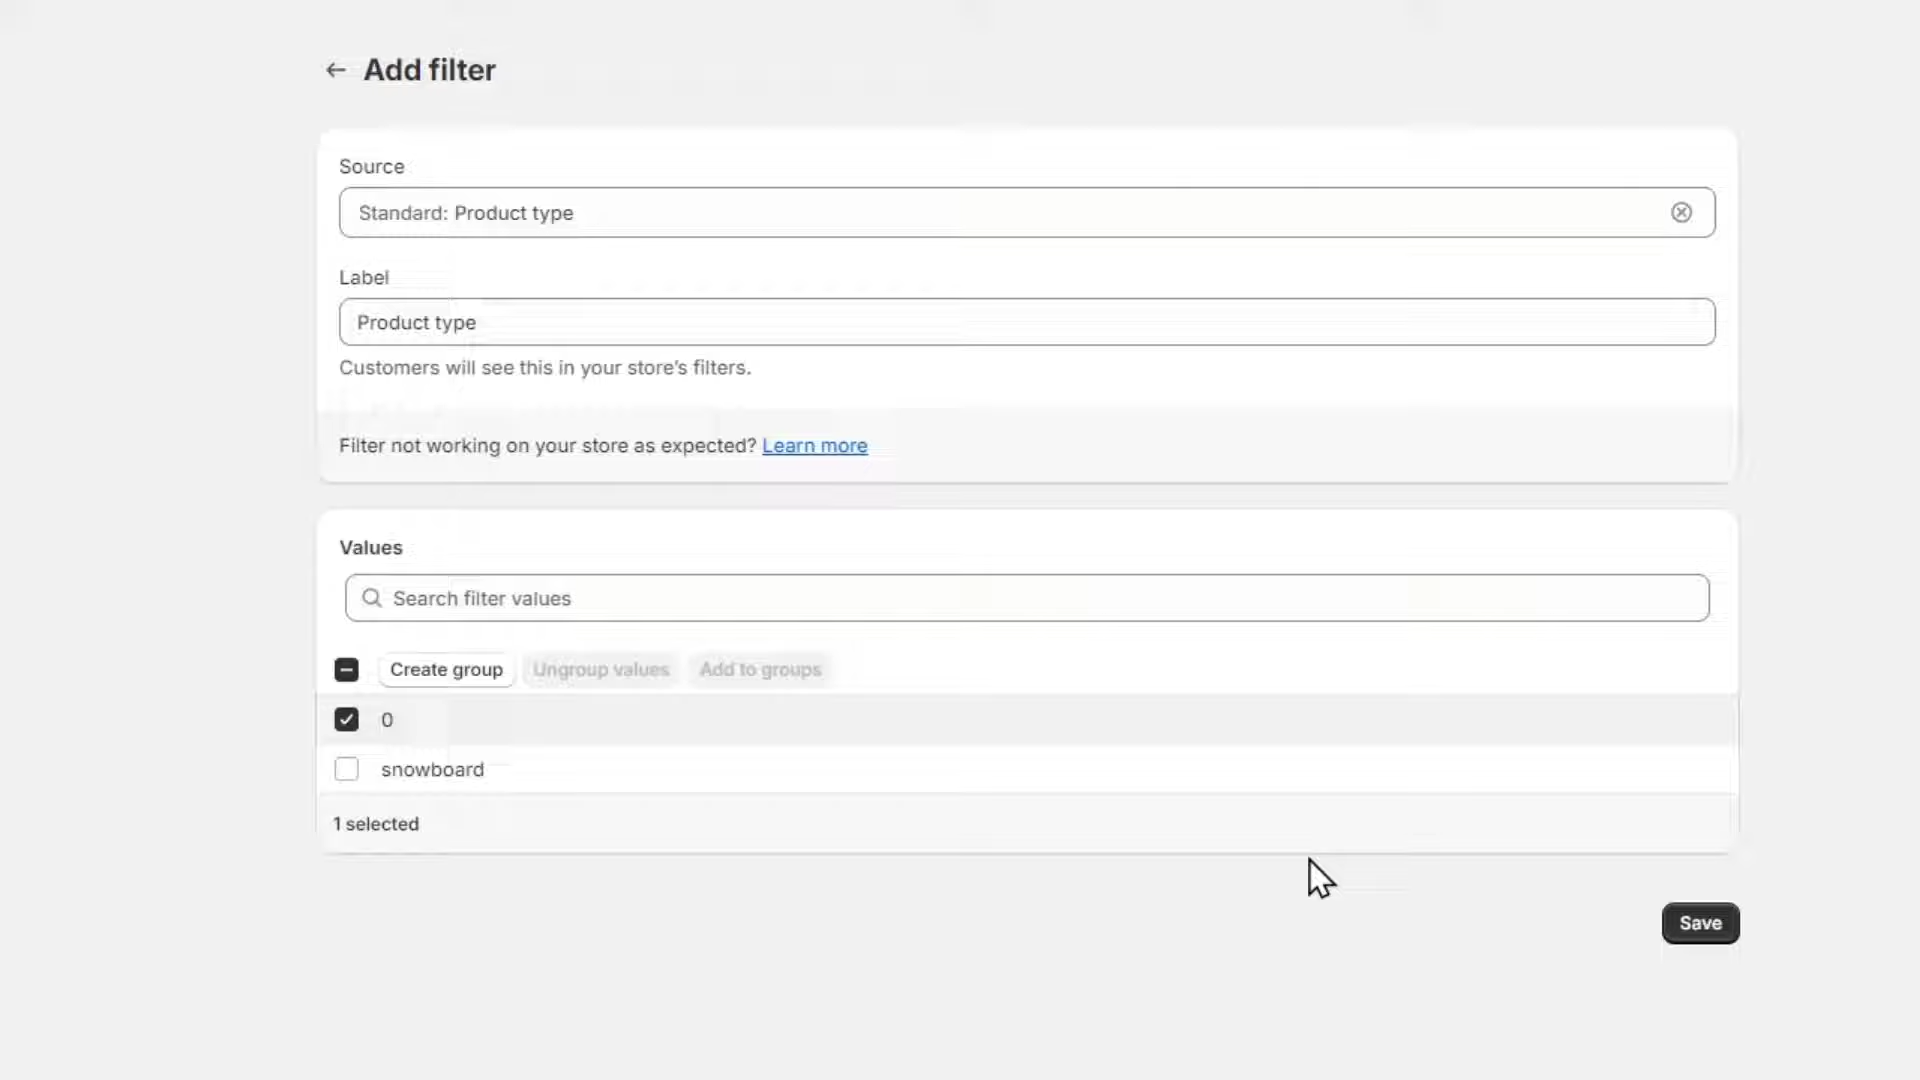 Add filter
Source
Standard: Product type
Label
Product type
Customers will see this in your store's filters.
Filter not working on your store as expected? Learn more
Values
Search filter values
Create group Ungroup values Add to groups
0
snowboard
1 selected
Save